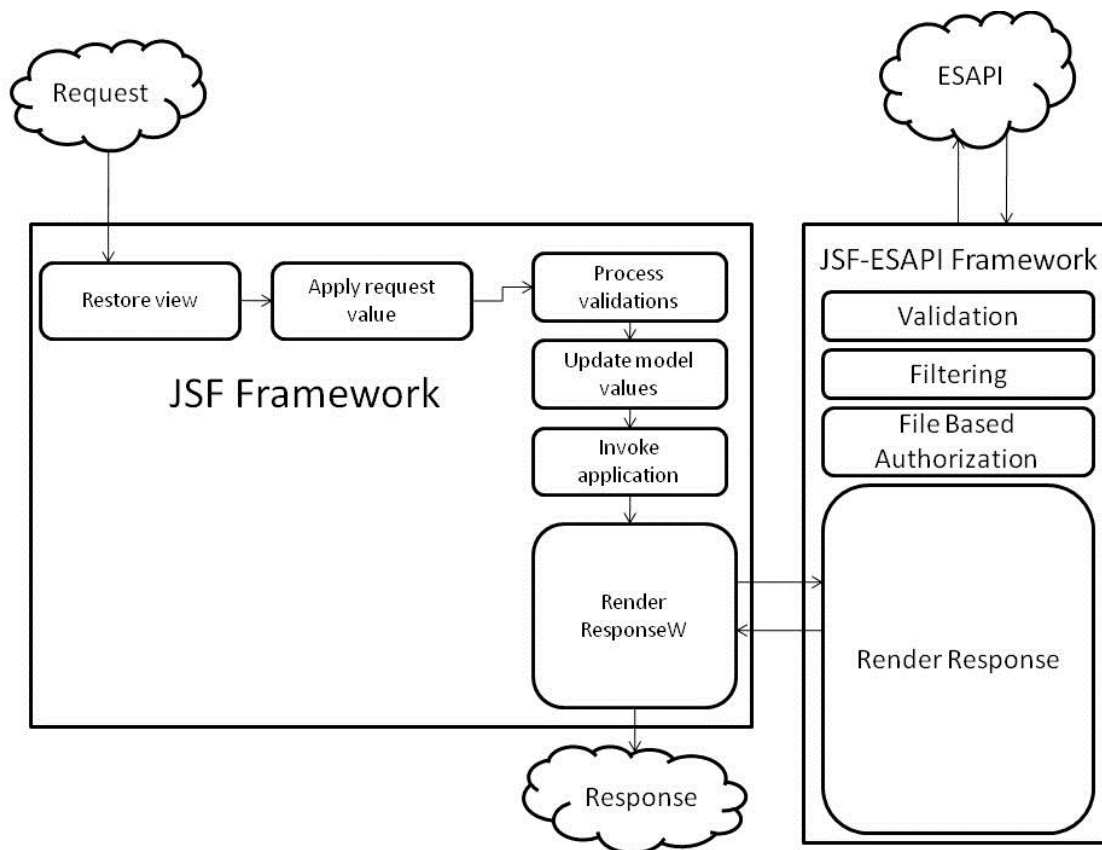 Request
ESAPI
JSF-ESAPI Framework
Restore view
Apply request
value
Process
validations
Validation
Update model
values
Filtering
JSF Framework
File Based
Authorization
Invoke
application
Render
ResponseW
Render Response
Response